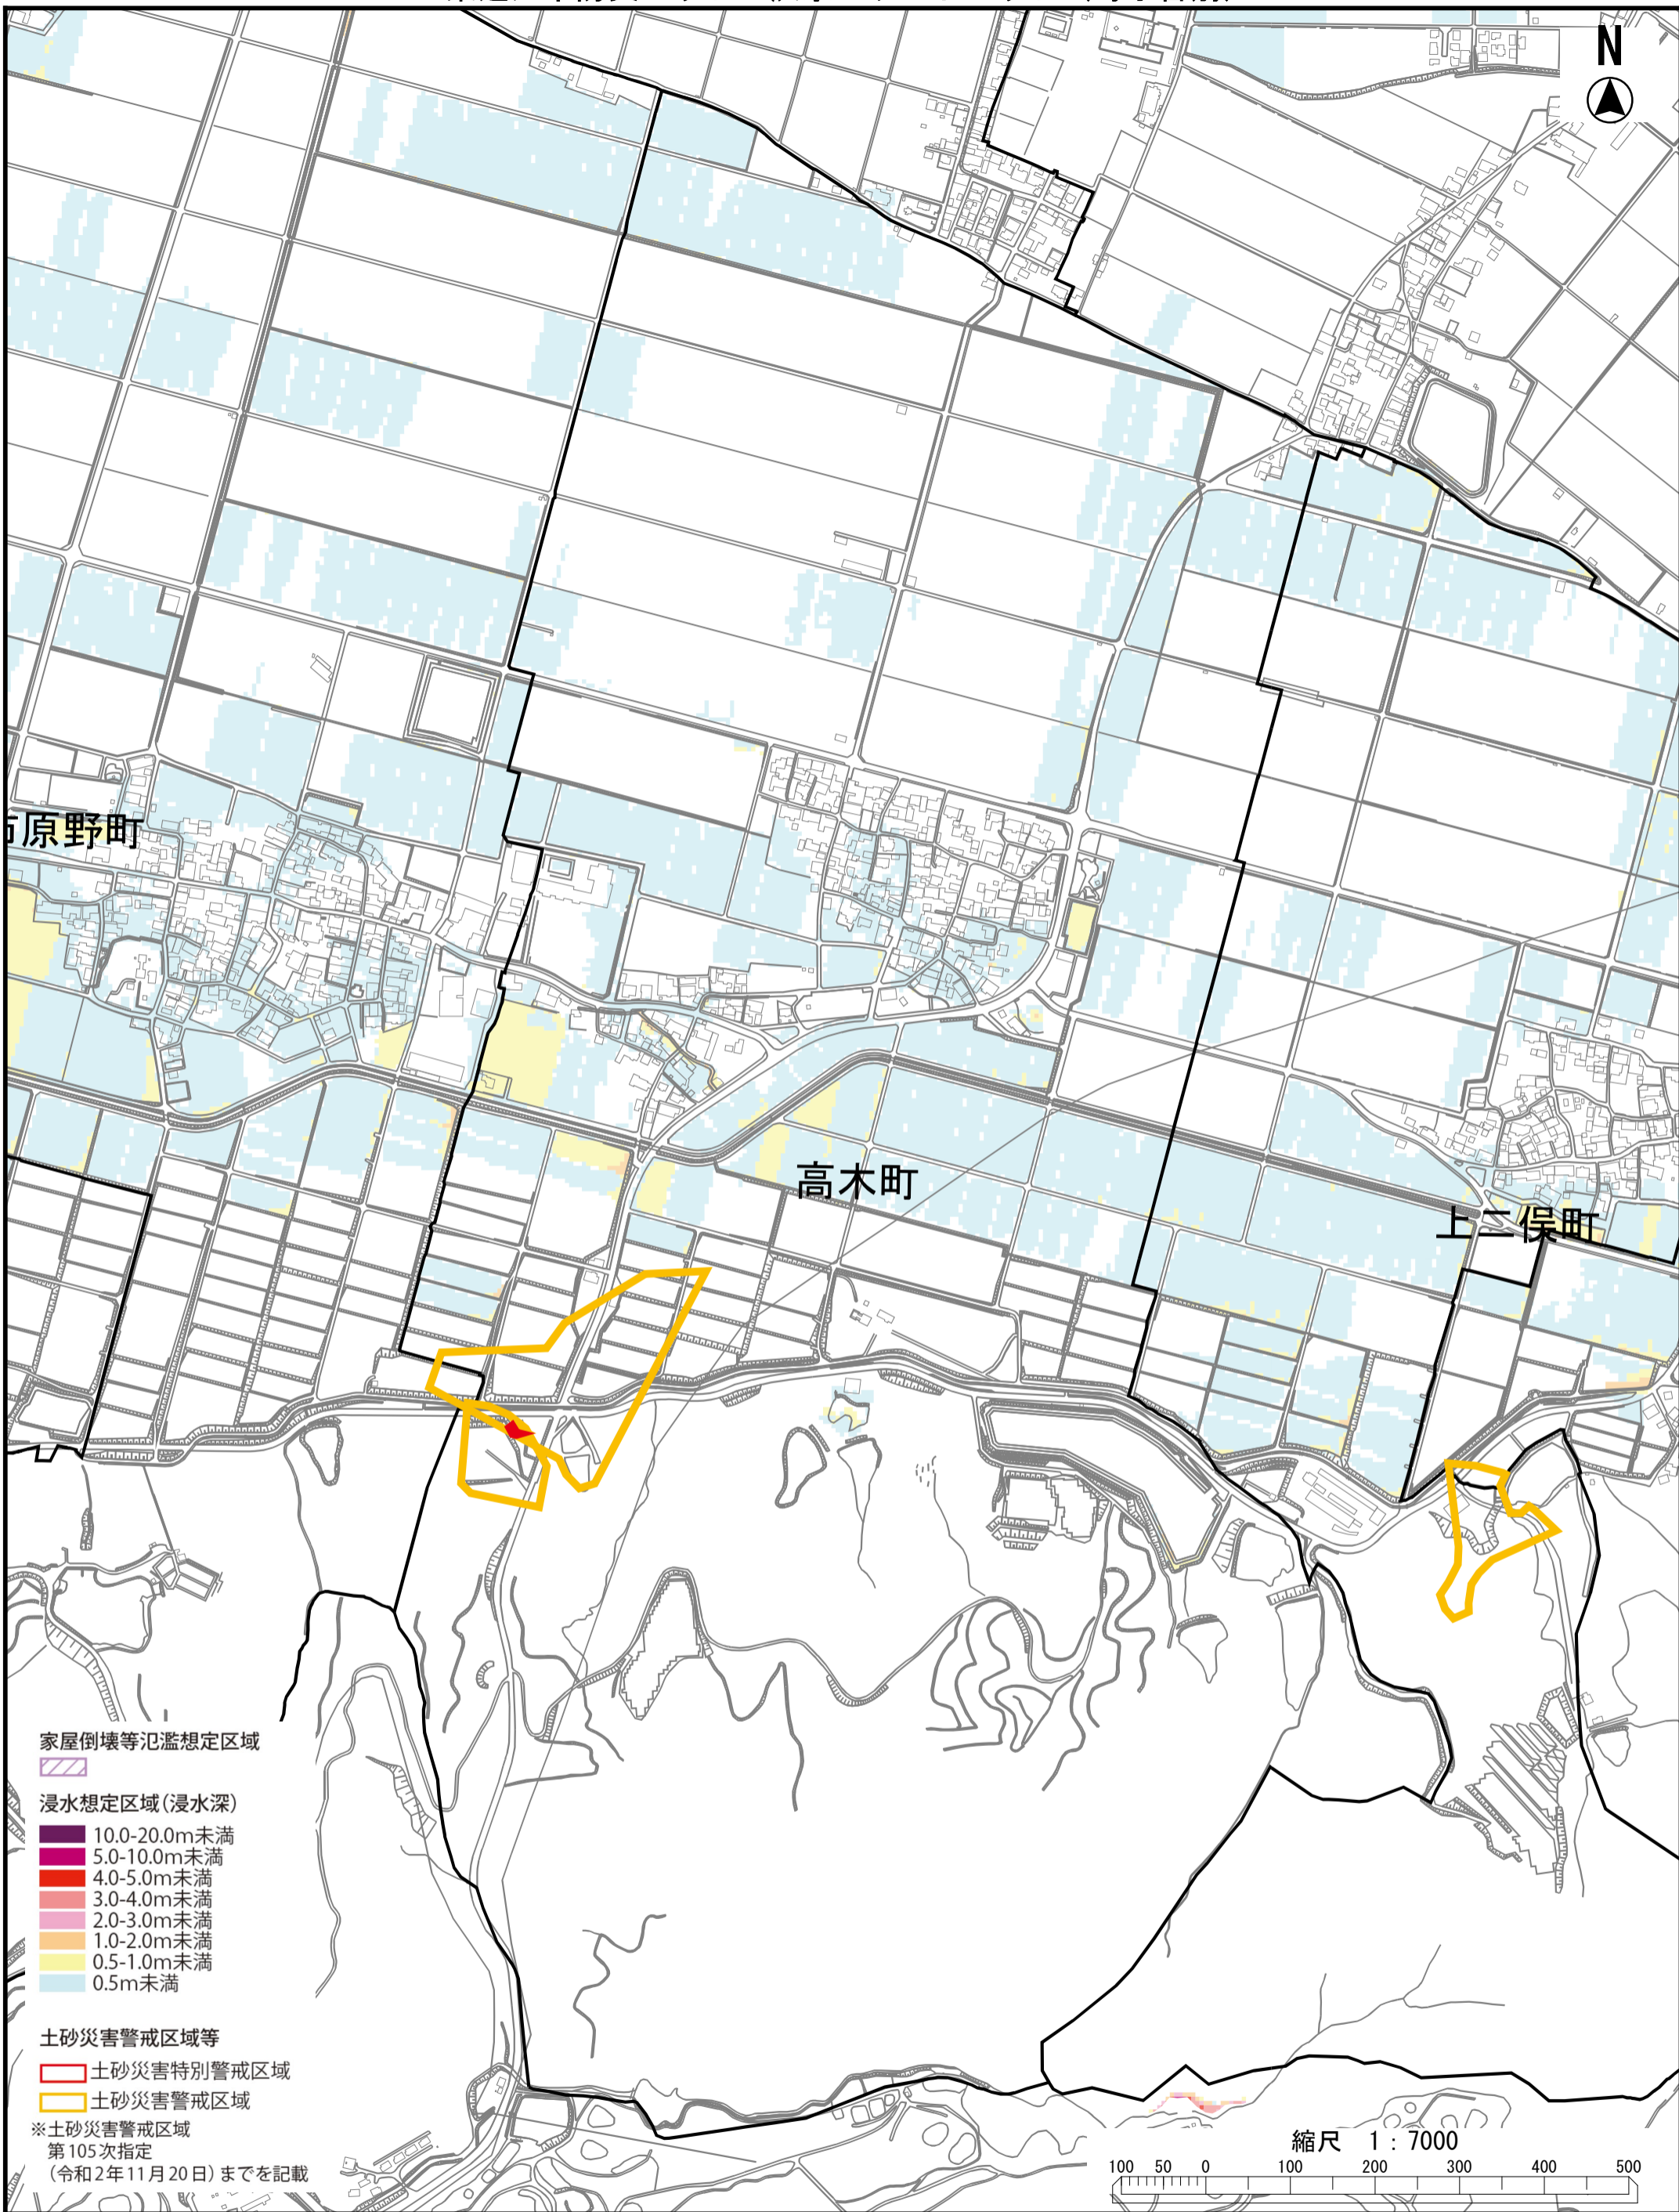 N
原野町
高木町
上二俣町
家屋倒壊等氾濫想定区域
浸水想定区域(浸水深)
10.0-20.0m未満
5.0-10.0m未満
4.0-5.0m未満
3.0-4.0m未満
2.0-3.0m未満
1.0-2.0m未満
0.5-1.0m未満
0.5m未満
土砂災害警戒区域等
土砂災害特別警戒区域
土砂災害警戒区域
※土砂災害警戒区域
第105次指定
(令和2年11月20日)までを記載
縮尺 1:7000
100 50 0 100 200 300 400 500